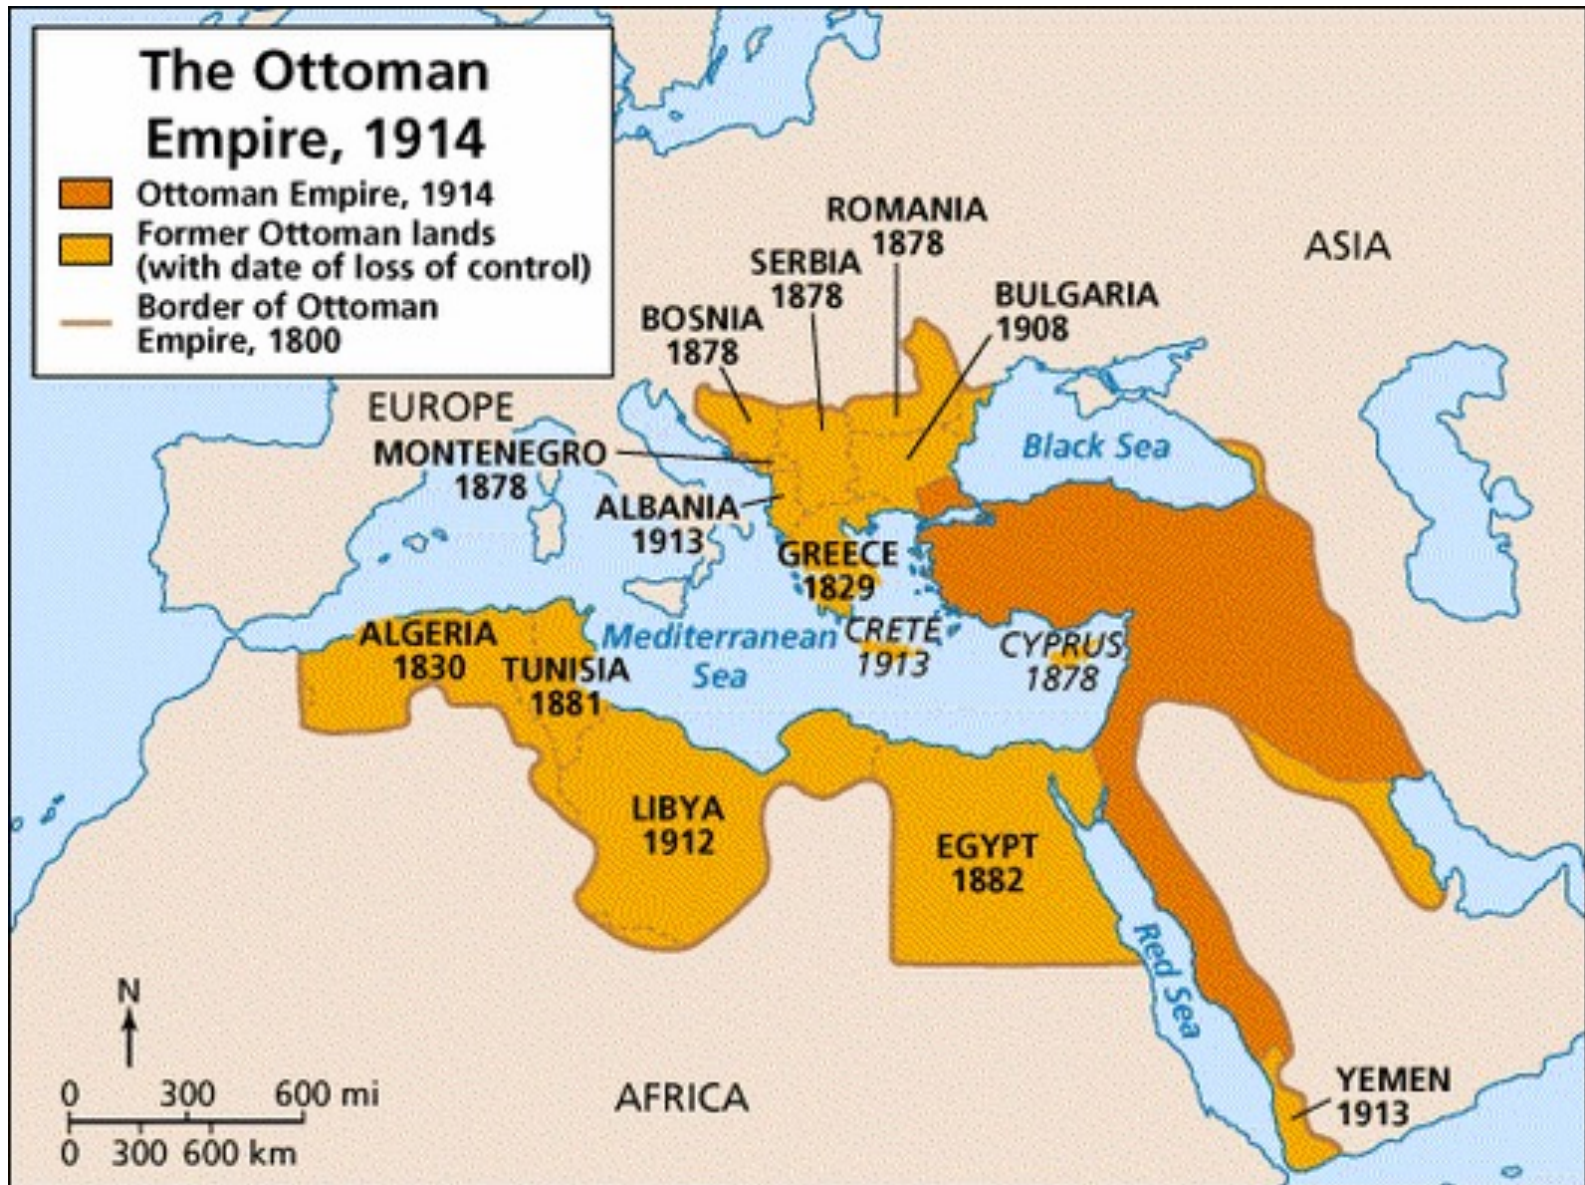 The Ottoman
Empire, 1914
Ottoman Empire, 1914
Former Ottoman lands
(with date of loss of control)
Border of Ottoman
Empire, 1800
ROMANIA
1878
SERBIA
1878
ASIA
BULGARIA
1908
BOSNIA
1878
EUROPE
Black Sea
MONTENEGRO
1878
ALBANIA
1913
GREECE
1829
ALGERIA
1830
TUNISIA
1881
Mediterranean
Sea
CRETE
1913
CYPRUS
1878
LIBYA
1912
EGYPT
1882
Red Sea
N
0 300 600 mi
0 300 600 km
AFRICA
YEMEN
1913